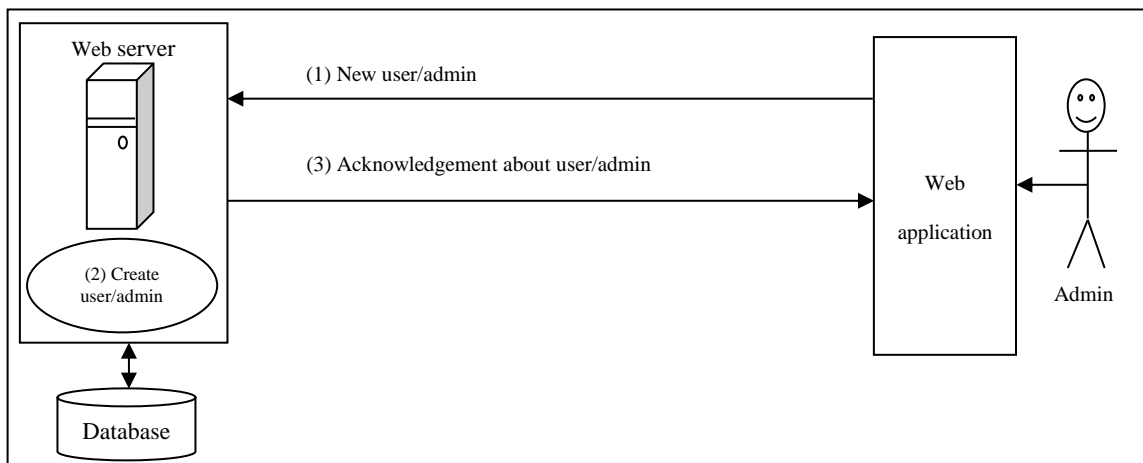 Web server
(1) New user/admin
(3) Acknowledgement about user/admin
Web
application
(2) Create
user/admin
Admin
Database